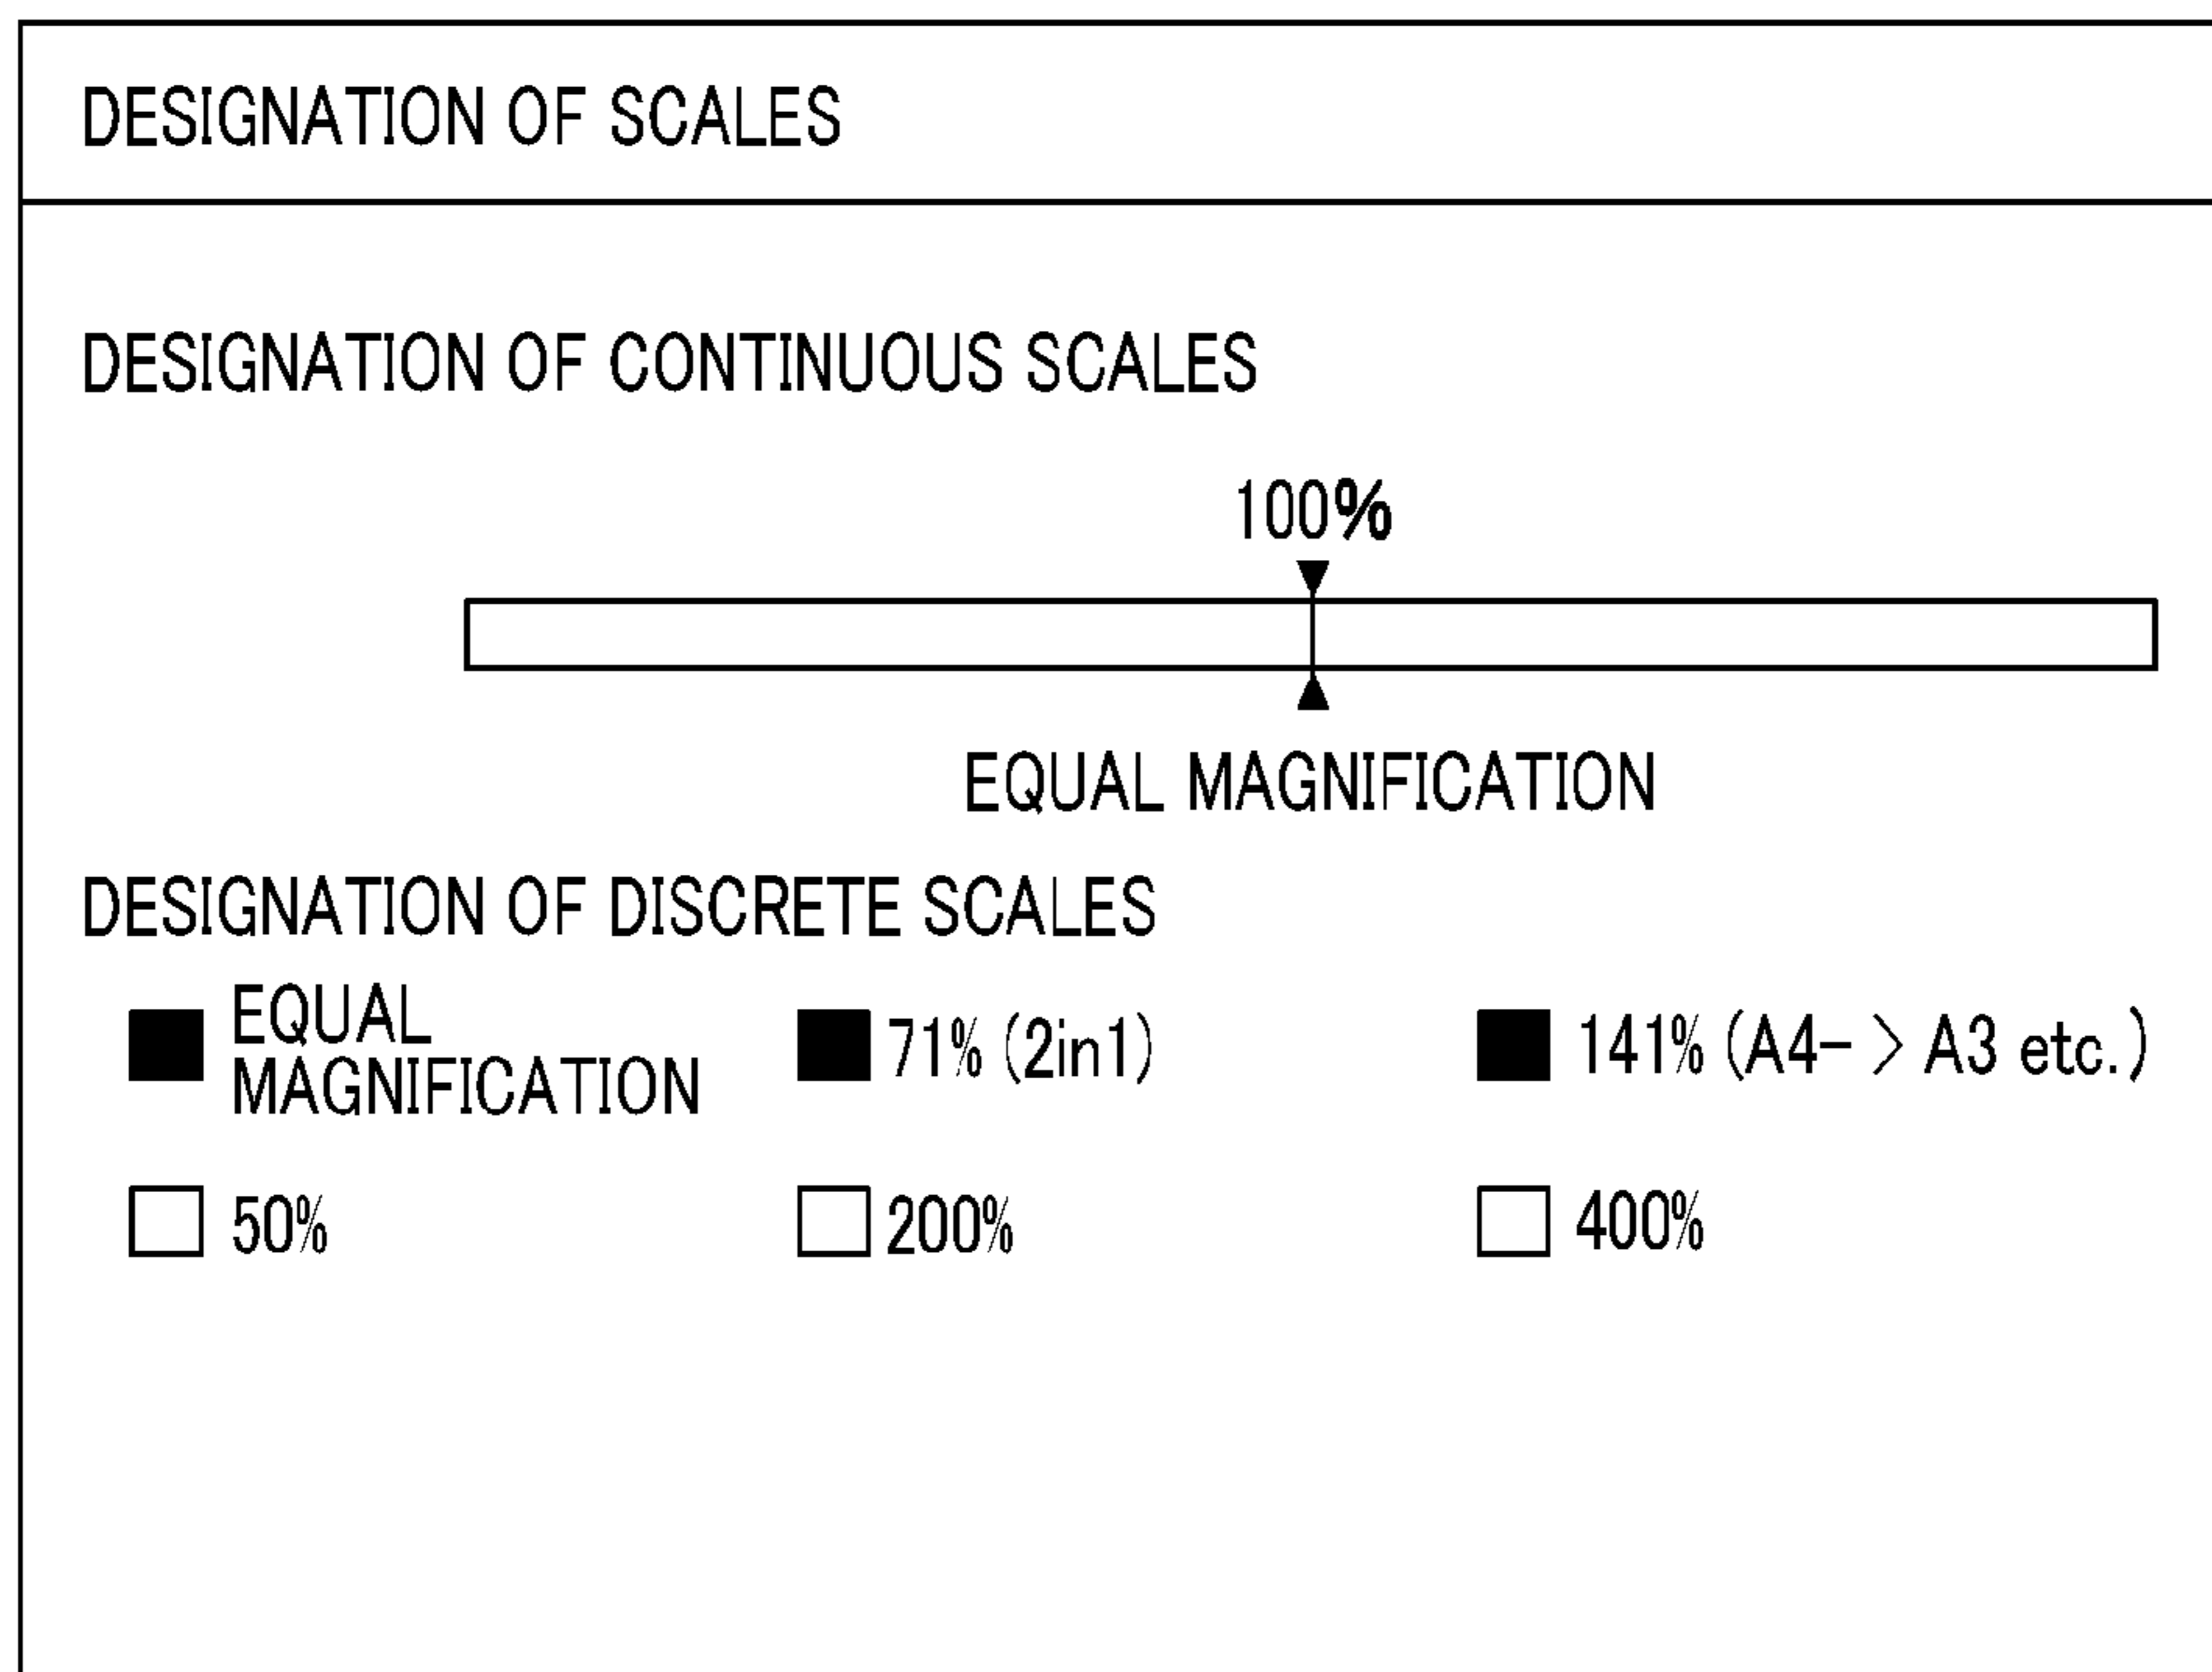 DESIGNATION OF SCALES
DESIGNATION OF CONTINUOUS SCALES
100%
EQUAL MAGNIFICATION
DESIGNATION OF DISCRETE SCALES
EQUAL
MAGNIFICATION
71% (2in1)
141% (A4- > A3 etc.)
50%
200%
400%